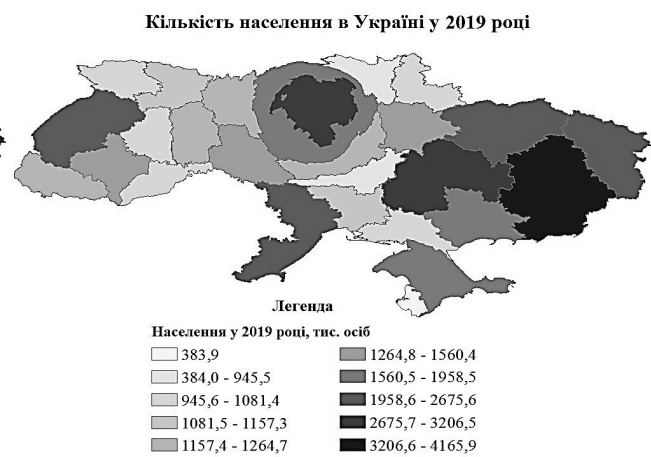 Кількість населення в Україні у 2019 році
Легенда
Населення у 2019 році, тис. осіб
383,9
384,0 - 945,5
945,6 - 1081,4
1081,5 - 1157,3
1157,4 - 1264,7
1264,8 - 1560,4
1560,5 - 1958,5
1958,6 - 2675,6
2675,7 - 3206,5
3206,6 - 4165,9